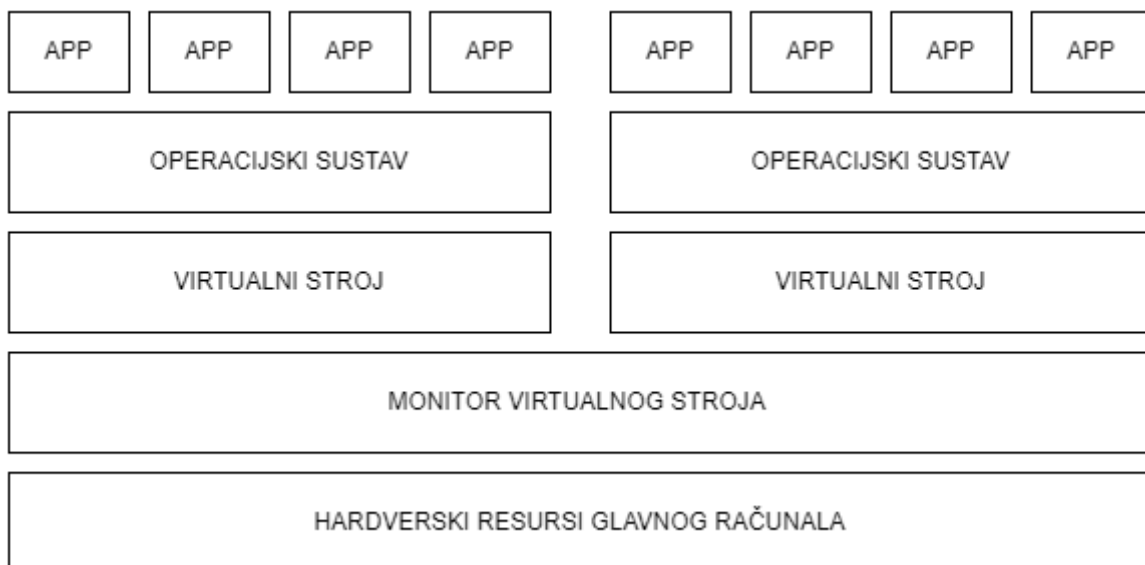 APP APP APP APP APP APP APP APP
OPERACIJSKI SUSTAV OPERACIJSKI SUSTAV
VIRTUALNI STROJ VIRTUALNI STROJ
MONITOR VIRTUALNOG STROJA
HARDVERSKI RESURSI GLAVNOG RAČUNALA